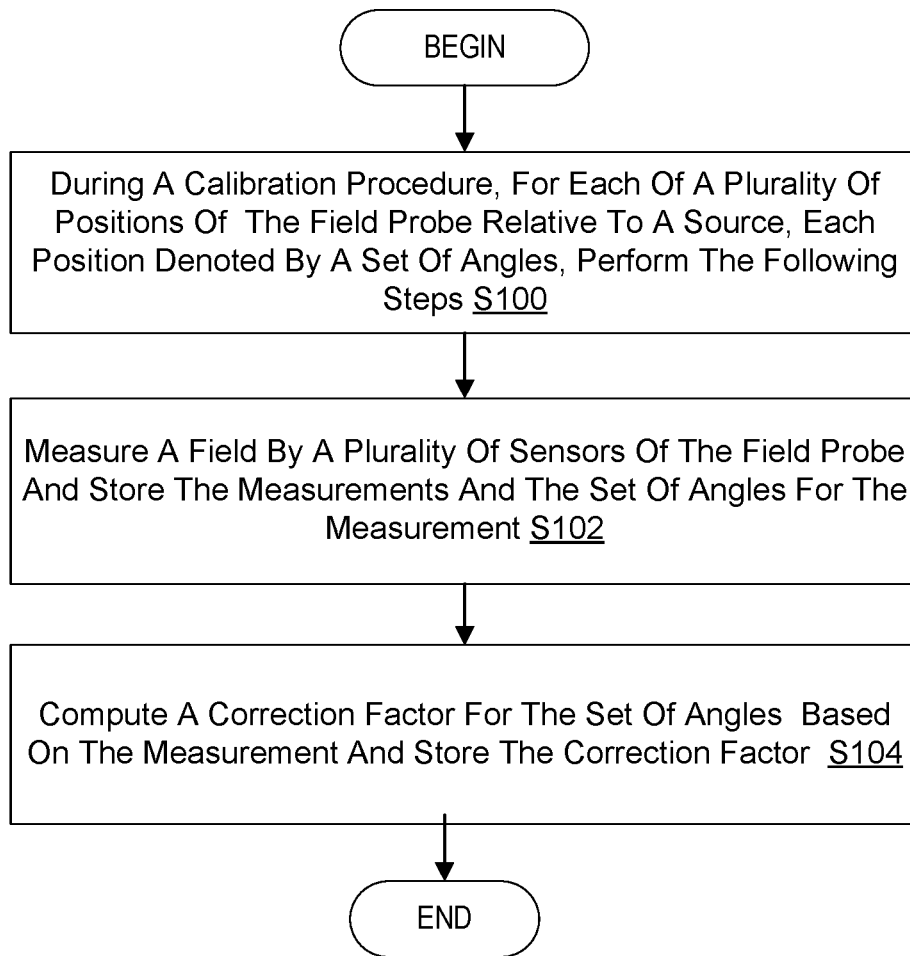 BEGIN
During A Calibration Procedure, For Each Of A Plurality Of
Positions Of The Field Probe Relative To A Source, Each
Position Denoted By A Set Of Angles, Perform The Following
Steps S100
Measure A Field By A Plurality Of Sensors Of The Field Probe
And Store The Measurements And The Set Of Angles For The
Measurement S102
Compute A Correction Factor For The Set Of Angles Based
On The Measurement And Store The Correction Factor S104
END